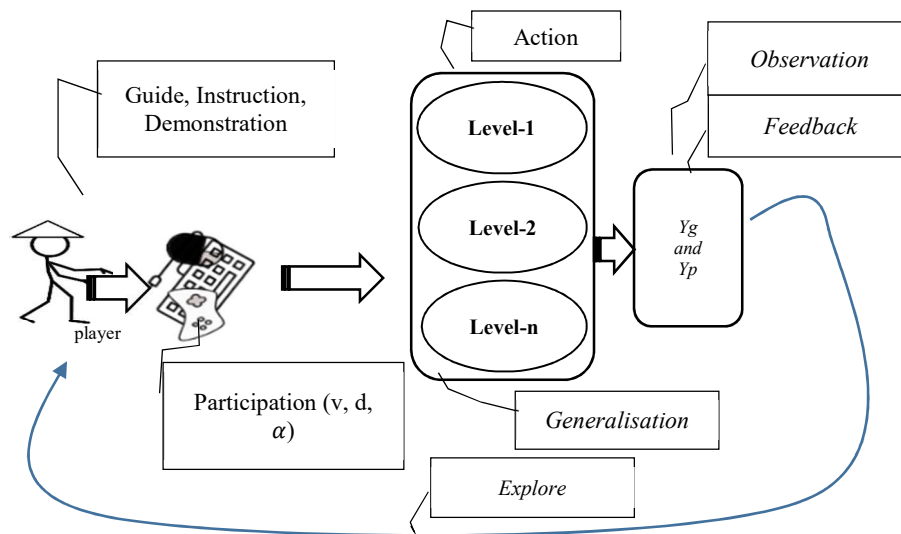 Action
Observation
Feedback
Guide, Instruction,
Demonstration
Level-1
Level-2
Level-n
Yg
and
Yp
player
Participation (v, d,
𝛼)
Generalisation
Explore